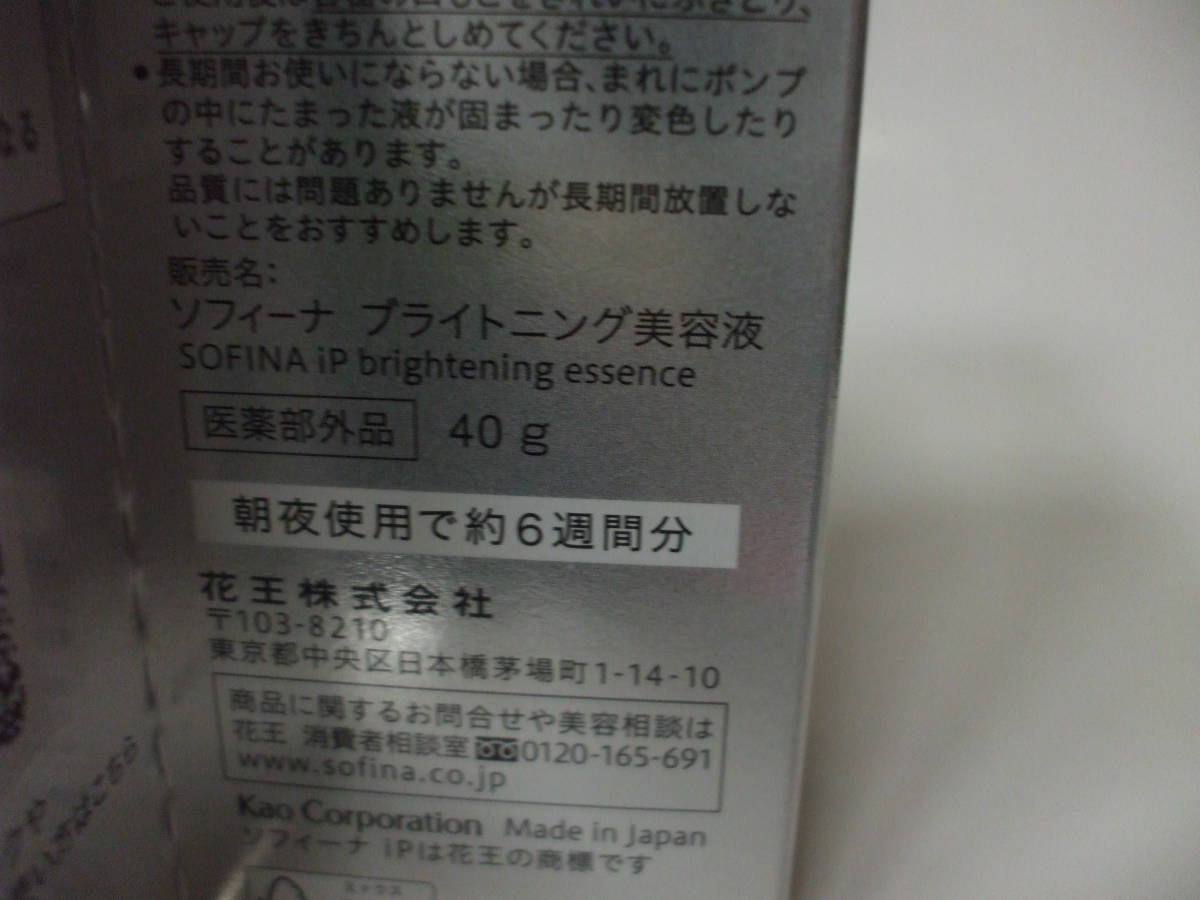 キャップをきちんとしめてください。
●長期間お使いにならない場合、まれにポンプ
の中にたまった液が固まったり変色したり
することがあります。
品質には問題ありませんが長期間放置しな
いことをおすすめします。
販売名：
ソフィーナ ブライトニング美容液
SOFINA iP brightening essence
医薬部外品 40 g
朝夜使用で約6週間分
花王株式会社
〒103-8210
東京都中央区日本橋茅場町1-14-10
商品に関するお問合せや美容相談は
花王 消費者相談室 0120-165-691
www.sofina.co.jp
Kao Corporation Made in Japan
ソフィーナ iPは花王の商標です
なる